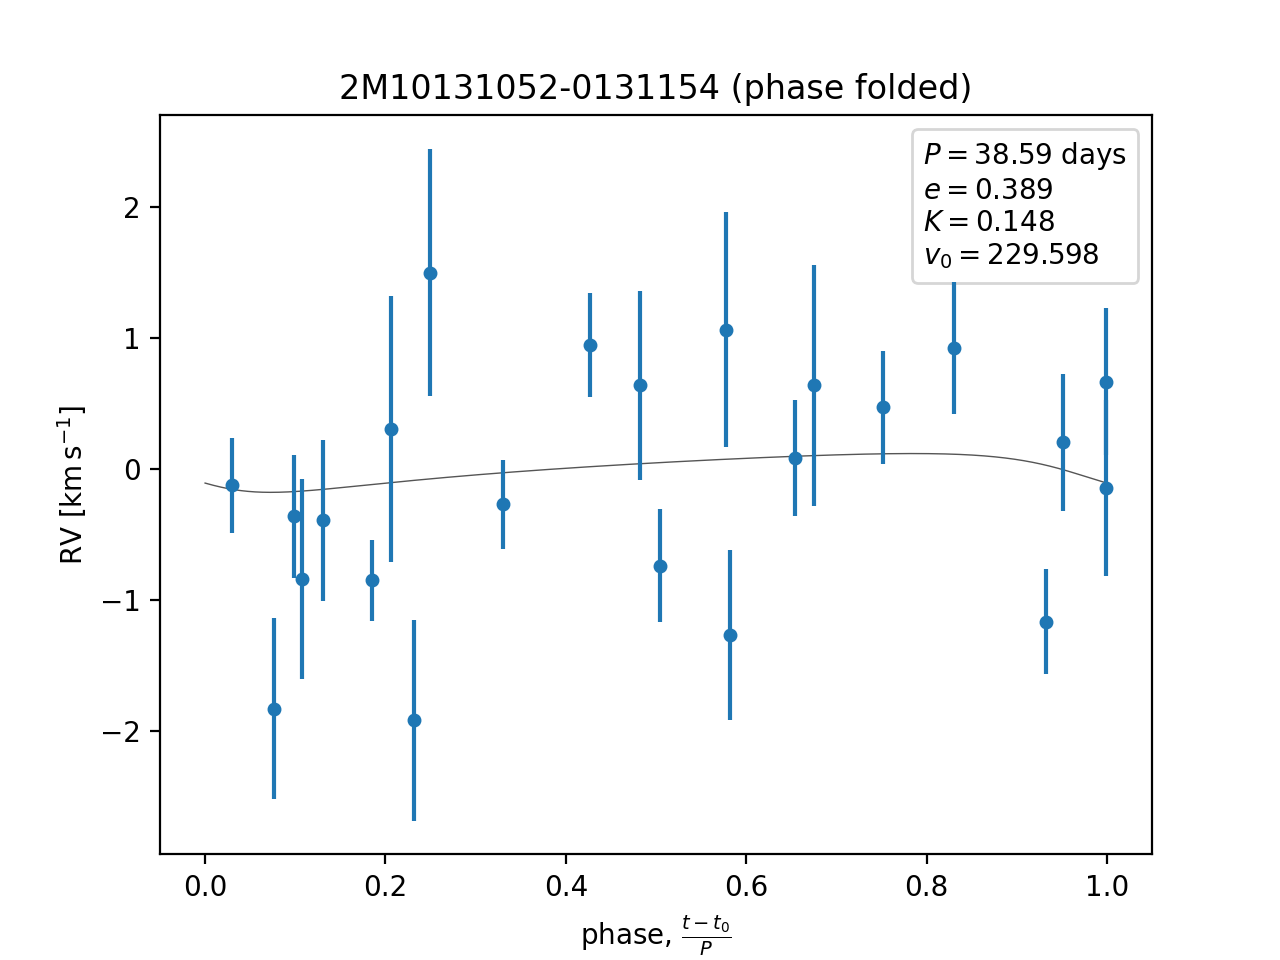 2M10131052-0131154 (phase folded)
P = 38.59 days
e = 0.389
K = 0.148
v₀ = 229.598
RV [km s⁻¹]
2
1
0
−1
−2
0.0 0.2 0.4 0.6 0.8 1.0
phase, (t − t₀)/P